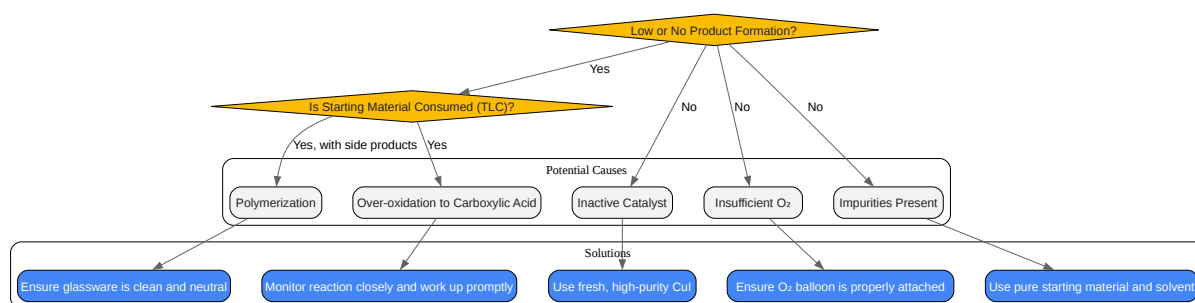 Low or No Product Formation?
Yes
Is Starting Material Consumed (TLC)?
No
No
No
Yes, with side products
Yes
Potential Causes
Polymerization
Over-oxidation to Carboxylic Acid
Inactive Catalyst
Insufficient O₂
Impurities Present
Solutions
Ensure glassware is clean and neutral
Monitor reaction closely and work up promptly
Use fresh, high-purity CuI
Ensure O₂ balloon is properly attached
Use pure starting material and solvent